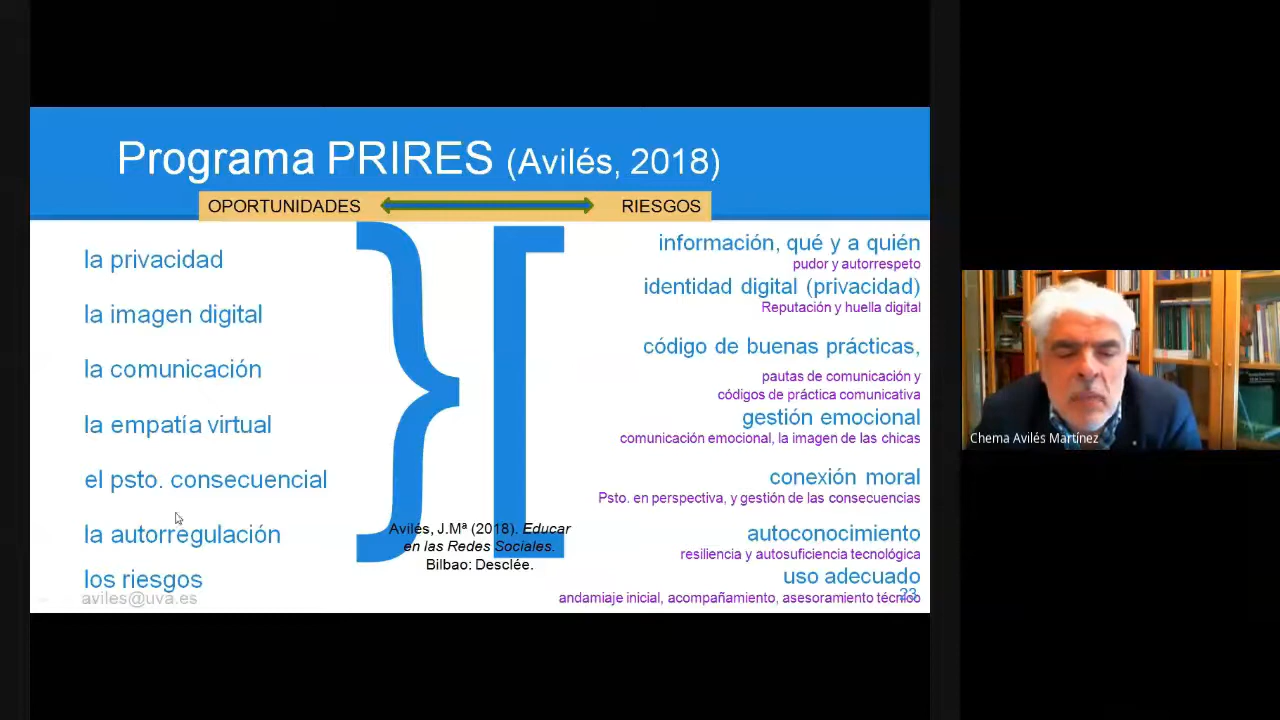 Programa PRIRES (Avilés, 2018)
OPORTUNIDADES
RIESGOS
la privacidad
la imagen digital
la comunicación
la empatía virtual
el psto. consecuencial
la autorregulación
los riesgos
aviles@uva.es
Avilés, J.Mª (2018). Educar
en las Redes Sociales.
Bilbao: Desclée.
información, qué y a quién
pudor y autorrespeto
identidad digital (privacidad)
Reputación y huella digital
código de buenas prácticas,
pautas de comunicación y
códigos de práctica comunicativa
gestión emocional
comunicación emocional, la imagen de las chicas
conexión moral
Psto. en perspectiva, y gestión de las consecuencias
autoconocimiento
resiliencia y autosuficiencia tecnológica
uso adecuado
andamiaje inicial, acompañamiento, asesoramiento técnico
23
Chema Avilés Martínez